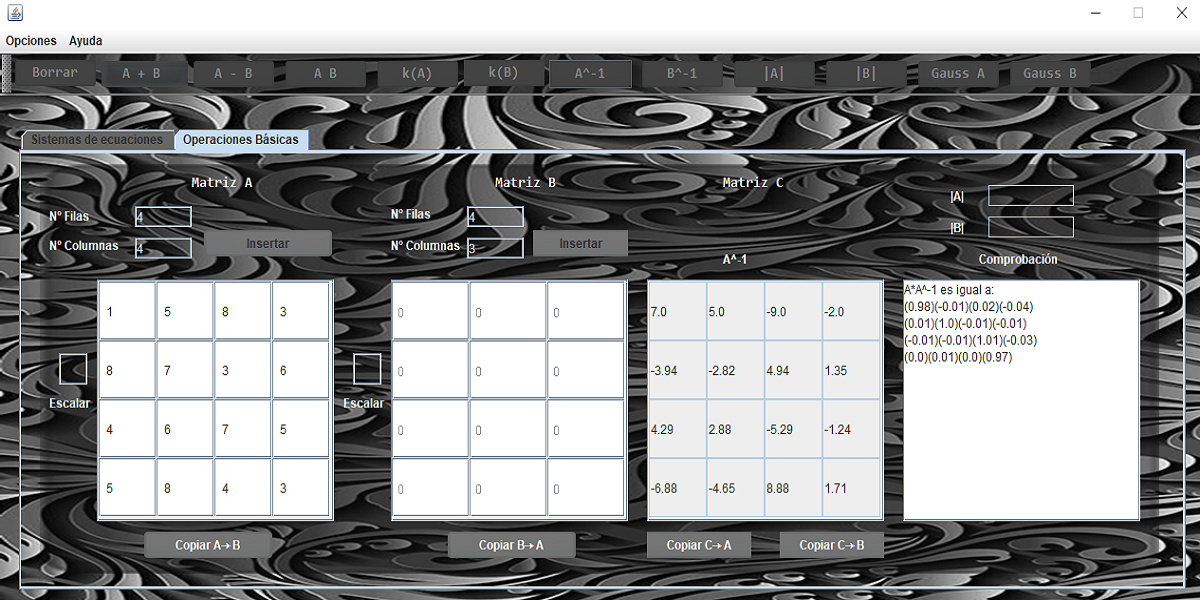 Opciones Ayuda
Borrar A + B A - B A B k(A) k(B) A^-1 B^-1 |A| |B| Gauss A Gauss B
Sistemas de ecuaciones Operaciones Básicas
Matriz A Matriz B Matriz C
|A|
Nº Filas 4 Nº Filas 4
|B|
Nº Columnas 4 Insertar Nº Columnas 3 Insertar
A^-1 Comprobación
1 5 8 3 0 0 0 7.0 5.0 -9.0 -2.0
8 7 3 6 0 0 0 -3.94 -2.82 4.94 1.35
4 6 7 5 0 0 0 4.29 2.88 -5.29 -1.24
5 8 4 3 0 0 0 -6.88 -4.65 8.88 1.71
Escalar Escalar
A*A^-1 es igual a:
(0.98)(-0.01)(0.02)(-0.04)
(0.01)(1.0)(-0.01)(-0.01)
(-0.01)(-0.01)(1.01)(-0.03)
(0.0)(0.01)(0.0)(0.97)
Copiar A→B Copiar B→A Copiar C→A Copiar C→B